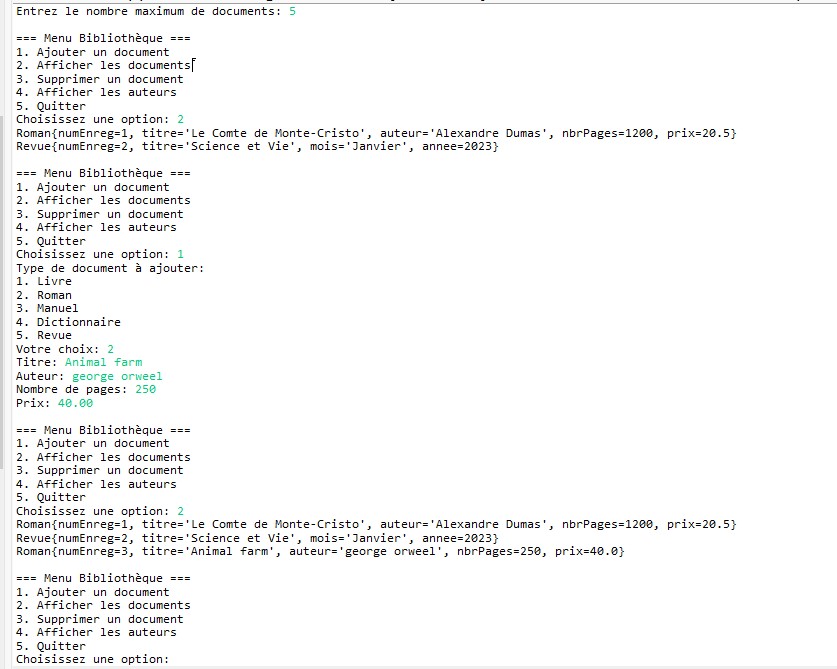 Entrez le nombre maximum de documents: 5
=== Menu Bibliothèque ===
1. Ajouter un document
2. Afficher les documents
3. Supprimer un document
4. Afficher les auteurs
5. Quitter
Choisissez une option: 2
Roman{numEnreg=1, titre='Le Comte de Monte-Cristo', auteur='Alexandre Dumas', nbrPages=1200, prix=20.5}
Revue{numEnreg=2, titre='Science et Vie', mois='Janvier', annee=2023}
=== Menu Bibliothèque ===
1. Ajouter un document
2. Afficher les documents
3. Supprimer un document
4. Afficher les auteurs
5. Quitter
Choisissez une option: 1
Type de document à ajouter:
1. Livre
2. Roman
3. Manuel
4. Dictionnaire
5. Revue
Votre choix: 2
Titre: Animal farm
Auteur: george orweel
Nombre de pages: 250
Prix: 40.00
=== Menu Bibliothèque ===
1. Ajouter un document
2. Afficher les documents
3. Supprimer un document
4. Afficher les auteurs
5. Quitter
Choisissez une option: 2
Roman{numEnreg=1, titre='Le Comte de Monte-Cristo', auteur='Alexandre Dumas', nbrPages=1200, prix=20.5}
Revue{numEnreg=2, titre='Science et Vie', mois='Janvier', annee=2023}
Roman{numEnreg=3, titre='Animal farm', auteur='george orweel', nbrPages=250, prix=40.0}
=== Menu Bibliothèque ===
1. Ajouter un document
2. Afficher les documents
3. Supprimer un document
4. Afficher les auteurs
5. Quitter
Choisissez une option: